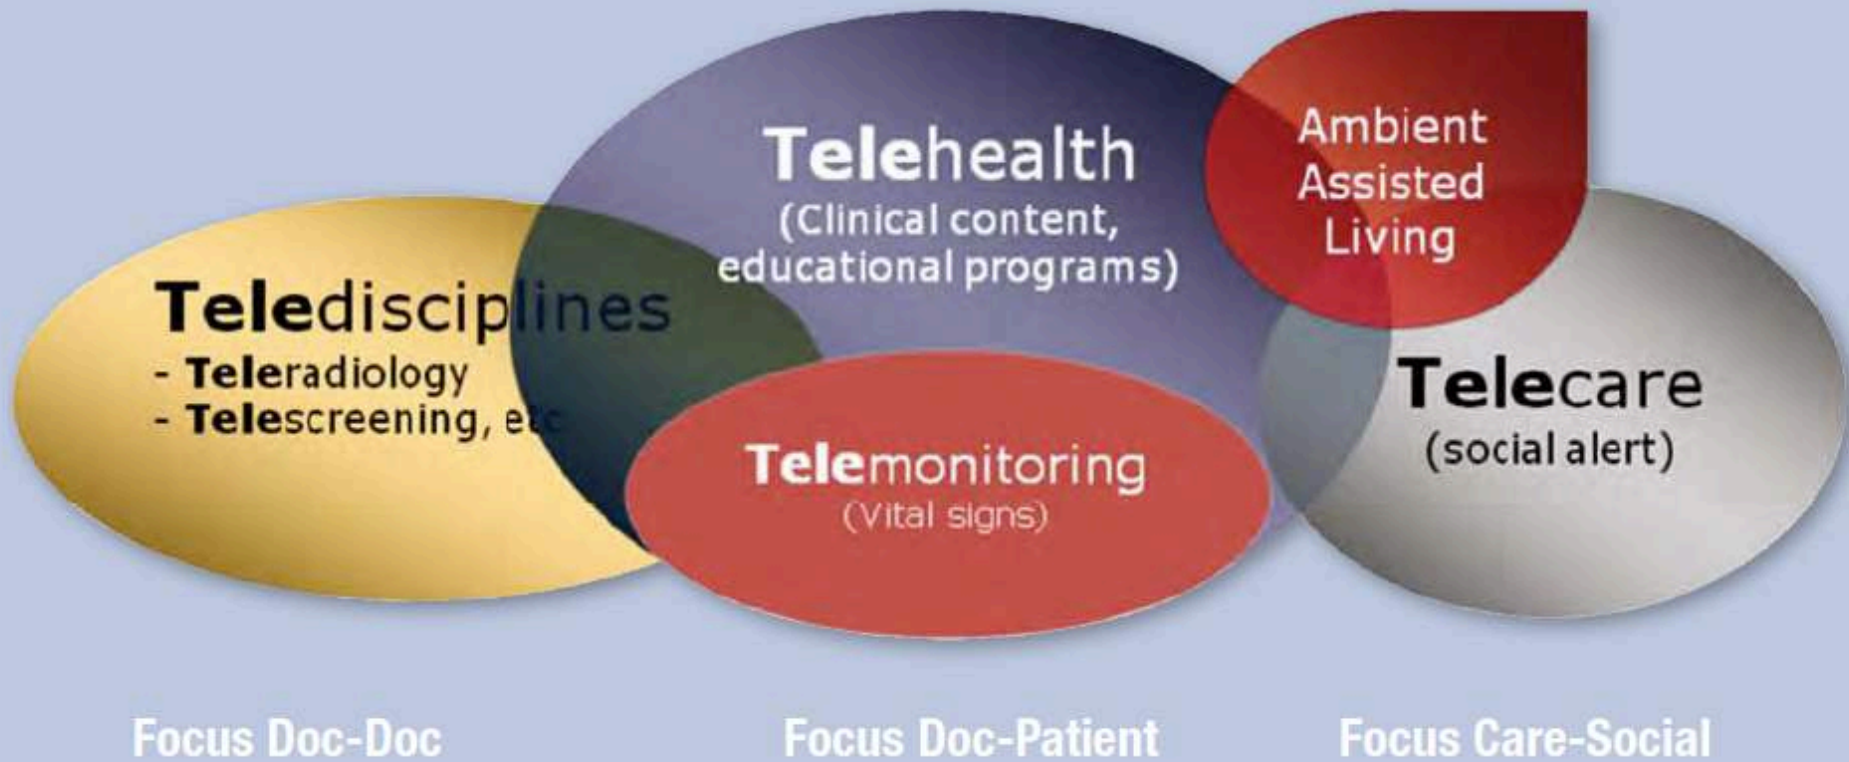 Telehealth
(Clinical content,
educational programs)
Ambient
Assisted
Living
Teledisciplines
- Teleradiology
- Telescreening, etc
Telemonitoring
(Vital signs)
Telecare
(social alert)
Focus Doc-Doc
Focus Doc-Patient
Focus Care-Social